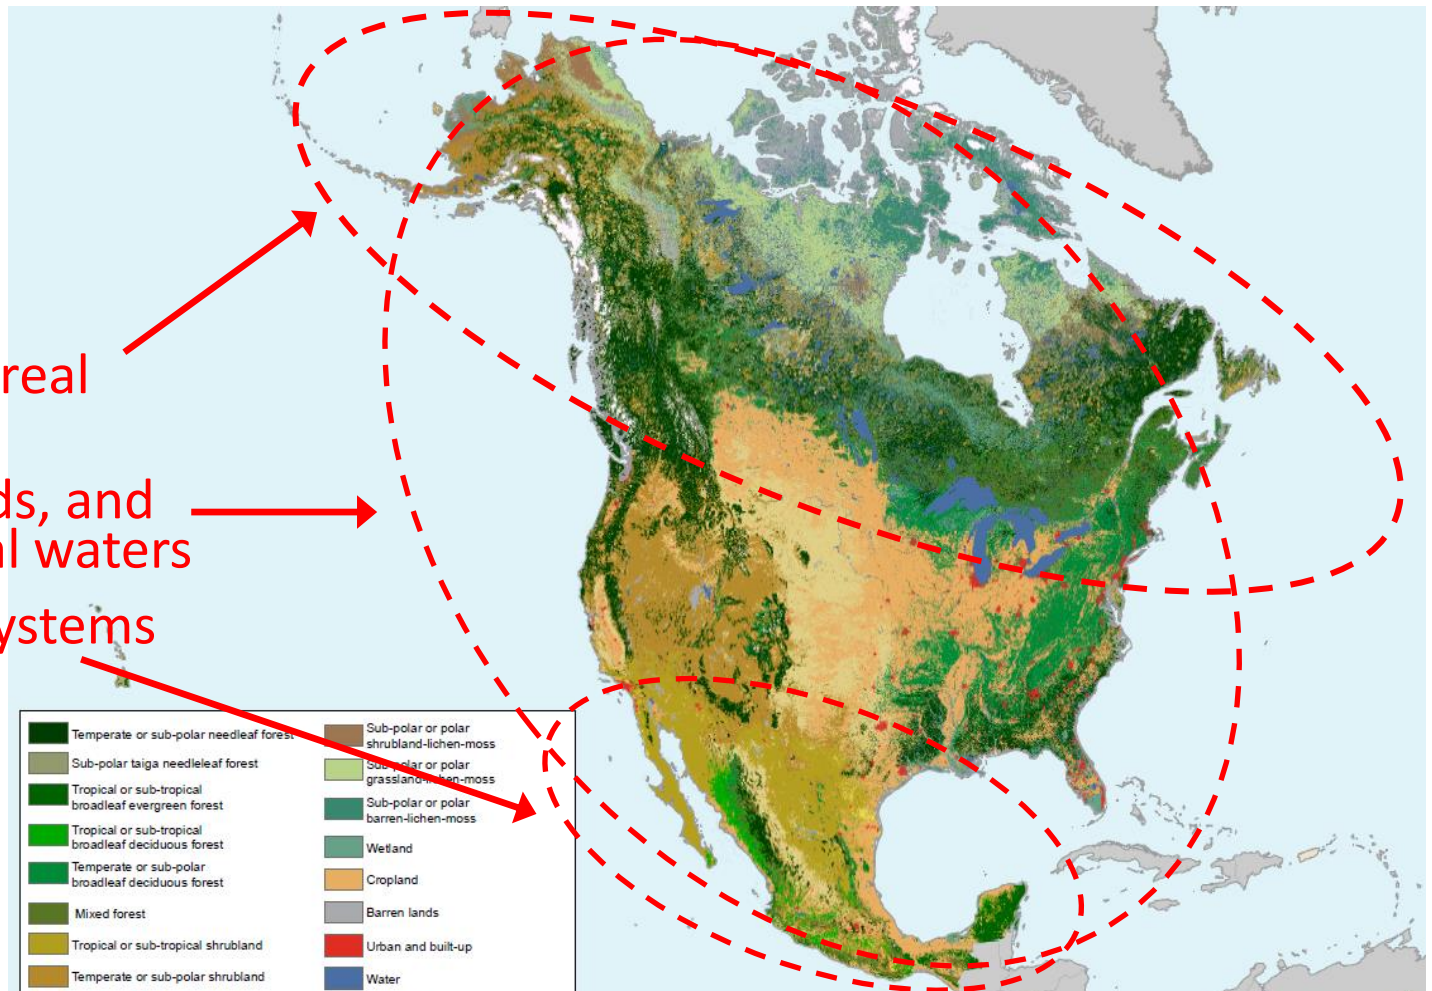 real
ds, and
al waters
ystems
Temperate or sub-polar needleaf forest
Sub-polar taiga needleleaf forest
Tropical or sub-tropical
broadleaf evergreen forest
Tropical or sub-tropical
broadleaf deciduous forest
Temperate or sub-polar
broadleaf deciduous forest
Mixed forest
Tropical or sub-tropical shrubland
Temperate or sub-polar shrubland
Sub-polar or polar
shrubland-lichen-moss
Sub-polar or polar
grassland-lichen-moss
Sub-polar or polar
barren-lichen-moss
Wetland
Cropland
Barren lands
Urban and built-up
Water